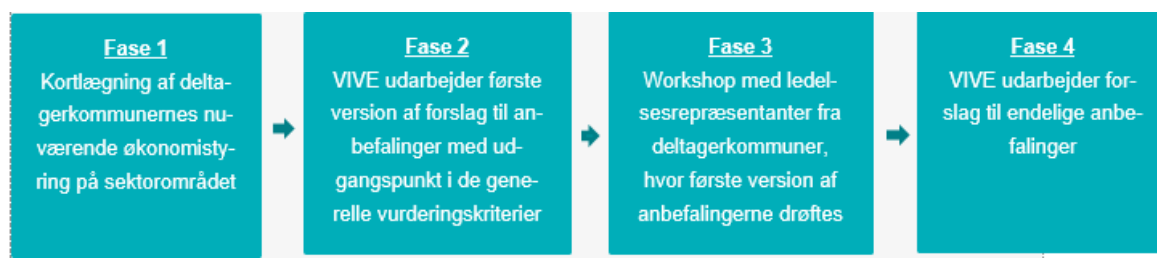 Fase 1
Kortlægning af delta-
gerkommunernes nu-
værende økonomisty-
ring på sektorområdet
Fase 2
VIVE udarbejder første
version af forslag til an-
befalinger med ud-
gangspunkt i de gene-
relle vurderingskriterier
Fase 3
Workshop med ledel-
sesrepræsentanter fra
deltagerkommuner,
hvor første version af
anbefalingerne drøftes
Fase 4
VIVE udarbejder for-
slag til endelige anbe-
falinger